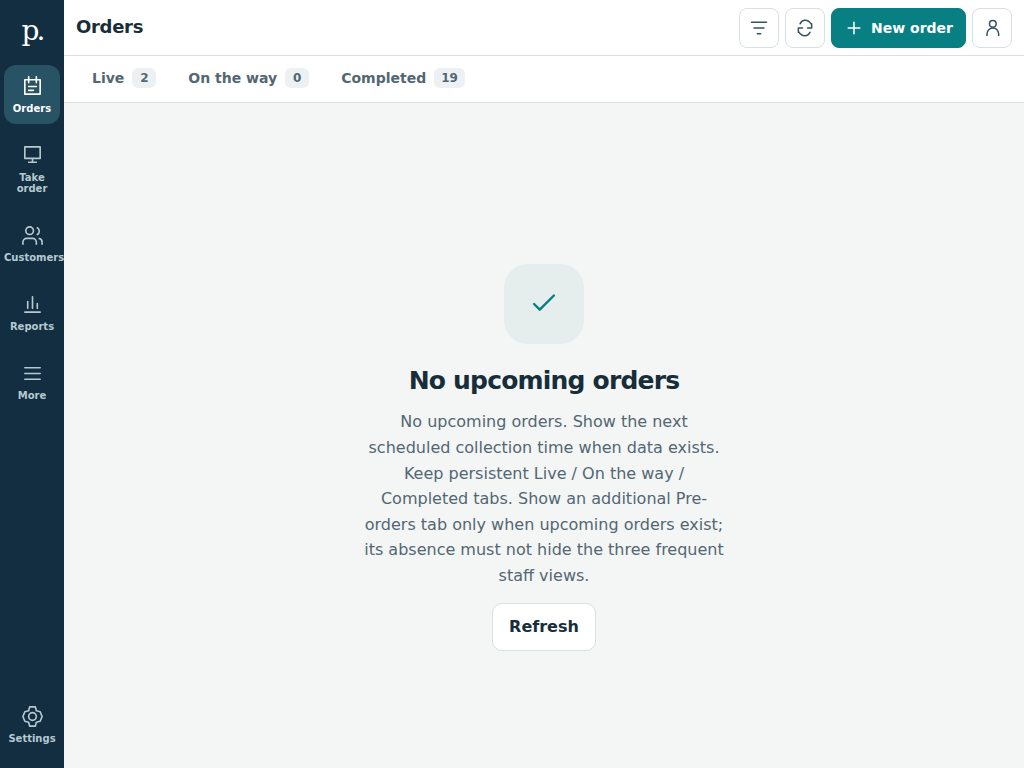 p.
Orders
New order
Orders
Live 2 On the way 0 Completed 19
Take
order
Customers
Reports
More
Settings
No upcoming orders
No upcoming orders. Show the next
scheduled collection time when data exists.
Keep persistent Live / On the way /
Completed tabs. Show an additional Pre-
orders tab only when upcoming orders exist;
its absence must not hide the three frequent
staff views.
Refresh